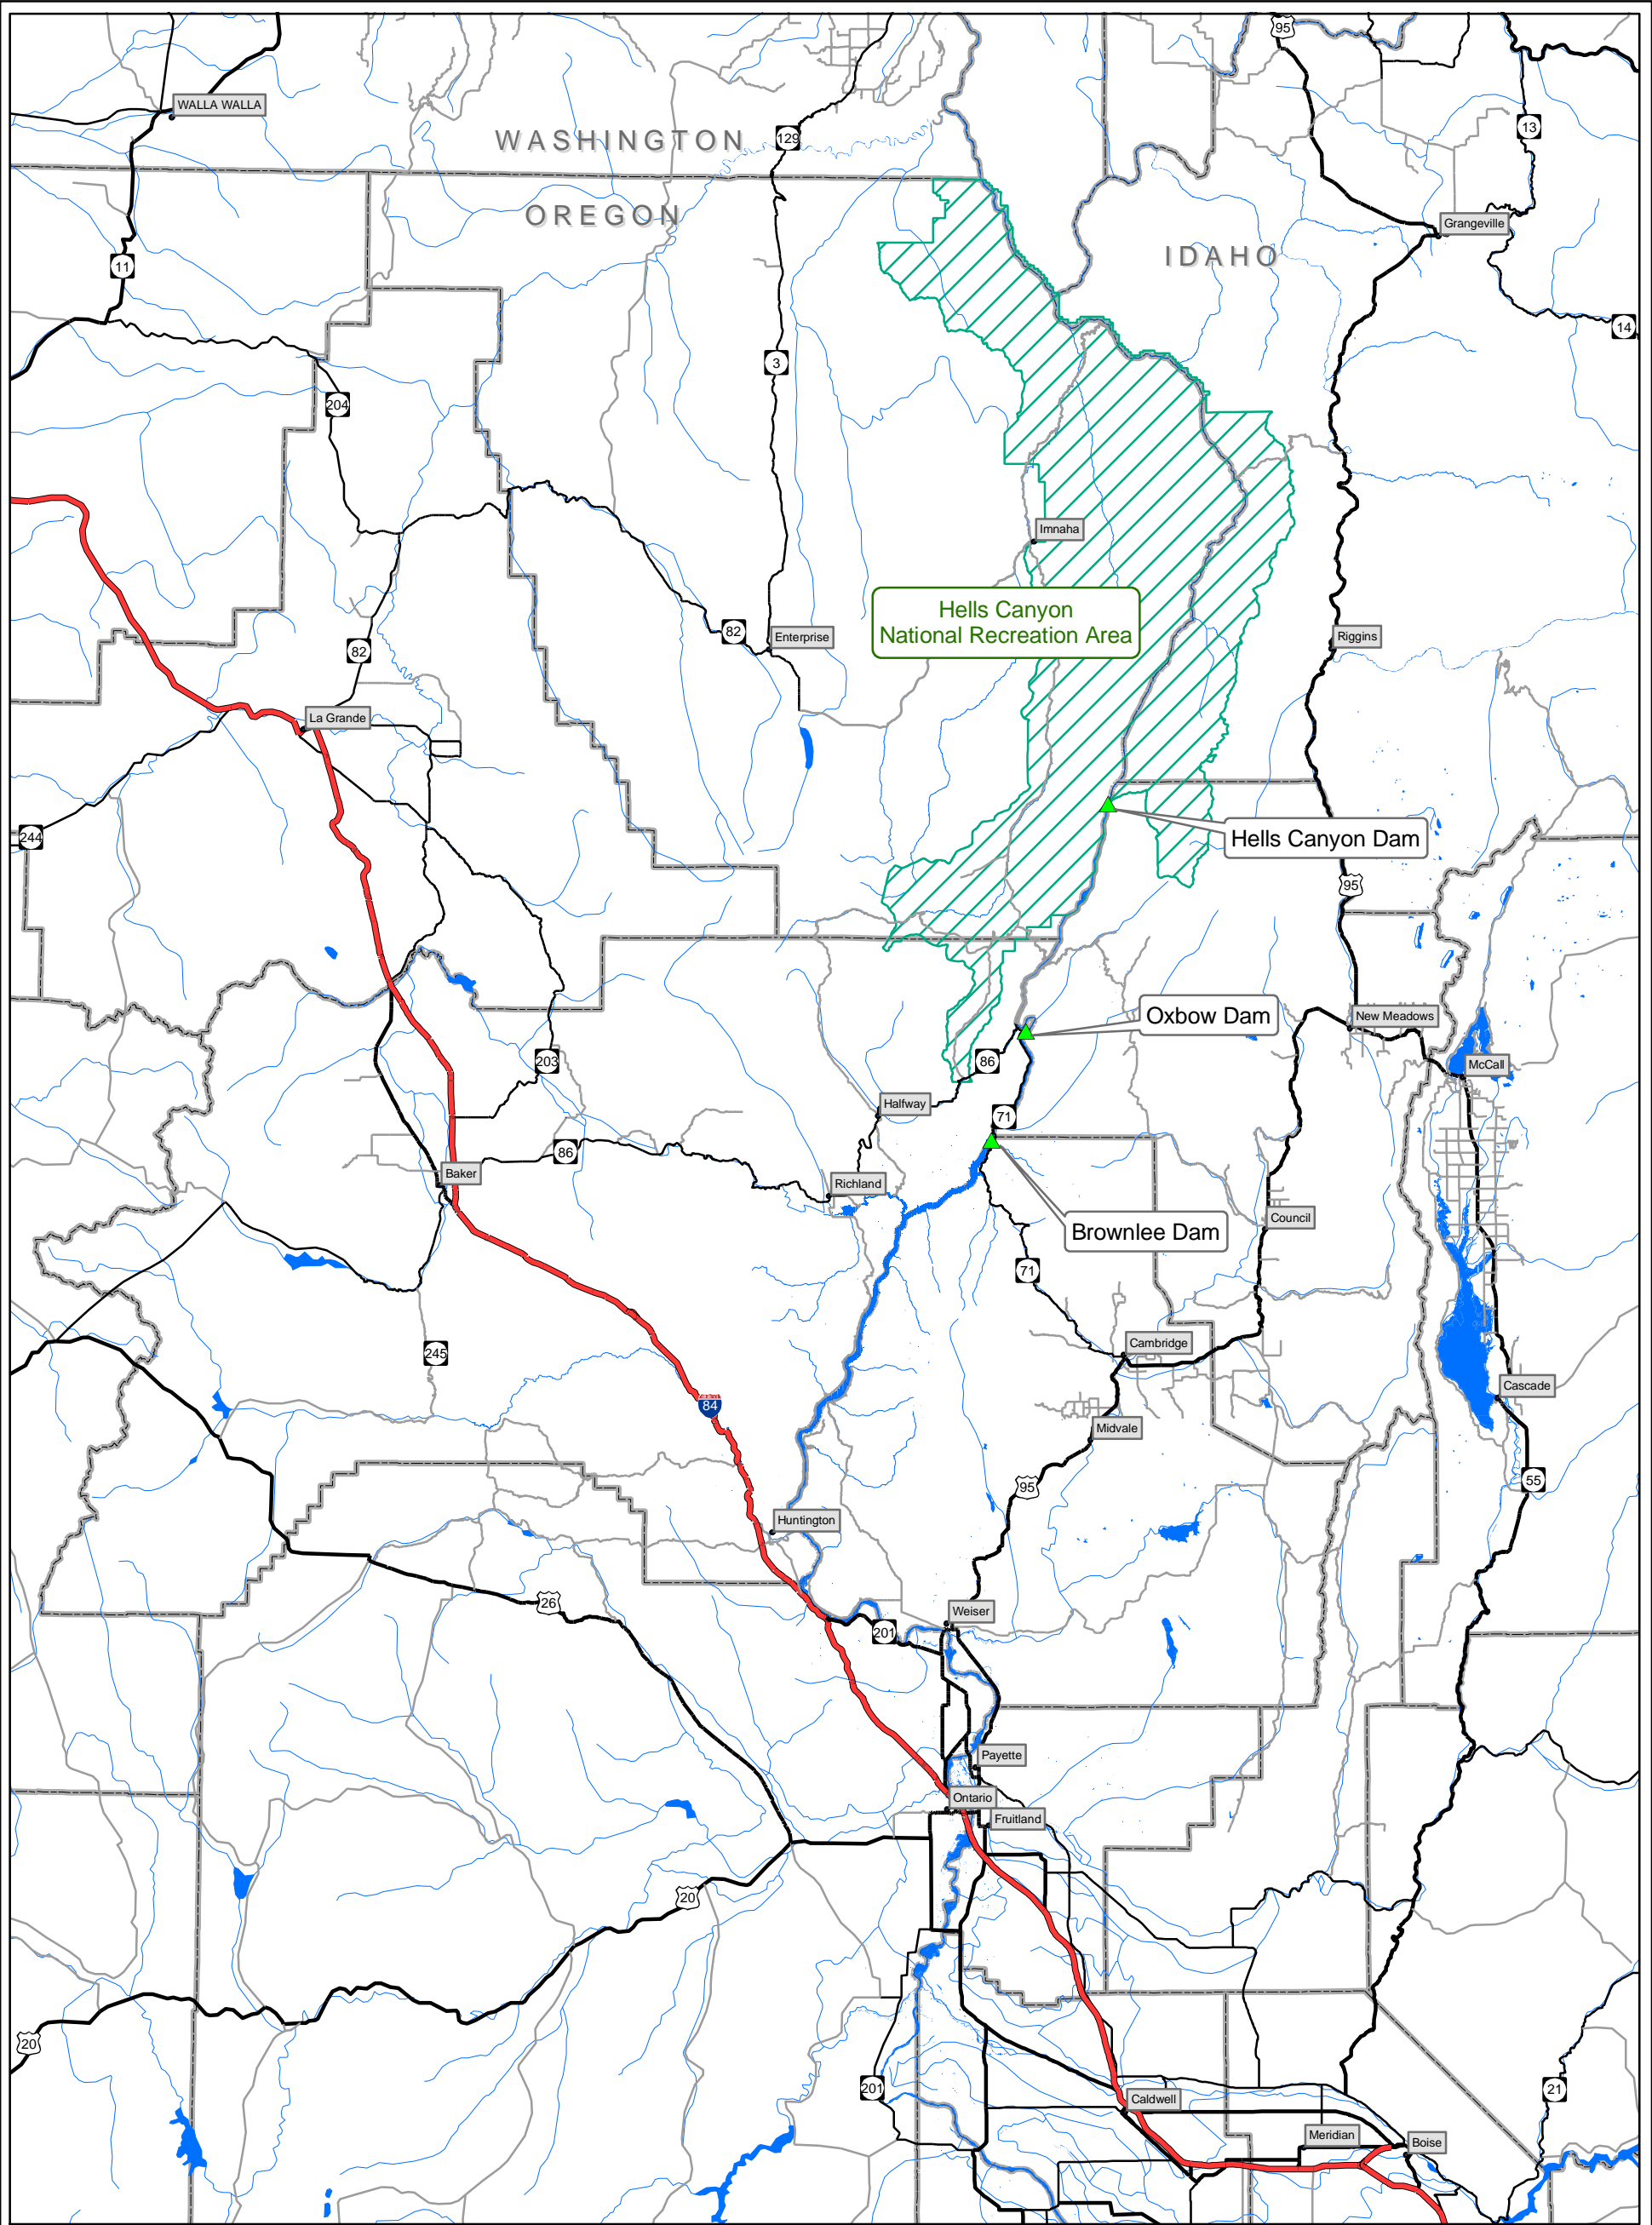 95
WALLA WALLA
WASHINGTON
129
13
OREGON
Grangeville
IDAHO
11
14
3
204
Imnaha
Hells Canyon
National Recreation Area
82
Enterprise
Riggins
82
La Grande
244
Hells Canyon Dam
95
Oxbow Dam
New Meadows
203
86
McCall
Halfway
71
86
Baker
Richland
Council
Brownlee Dam
71
245
Cambridge
Cascade
84
Midvale
95
55
Huntington
26
Weiser
201
Payette
Ontario
Fruitland
20
20
201
21
Caldwell
Meridian
Boise